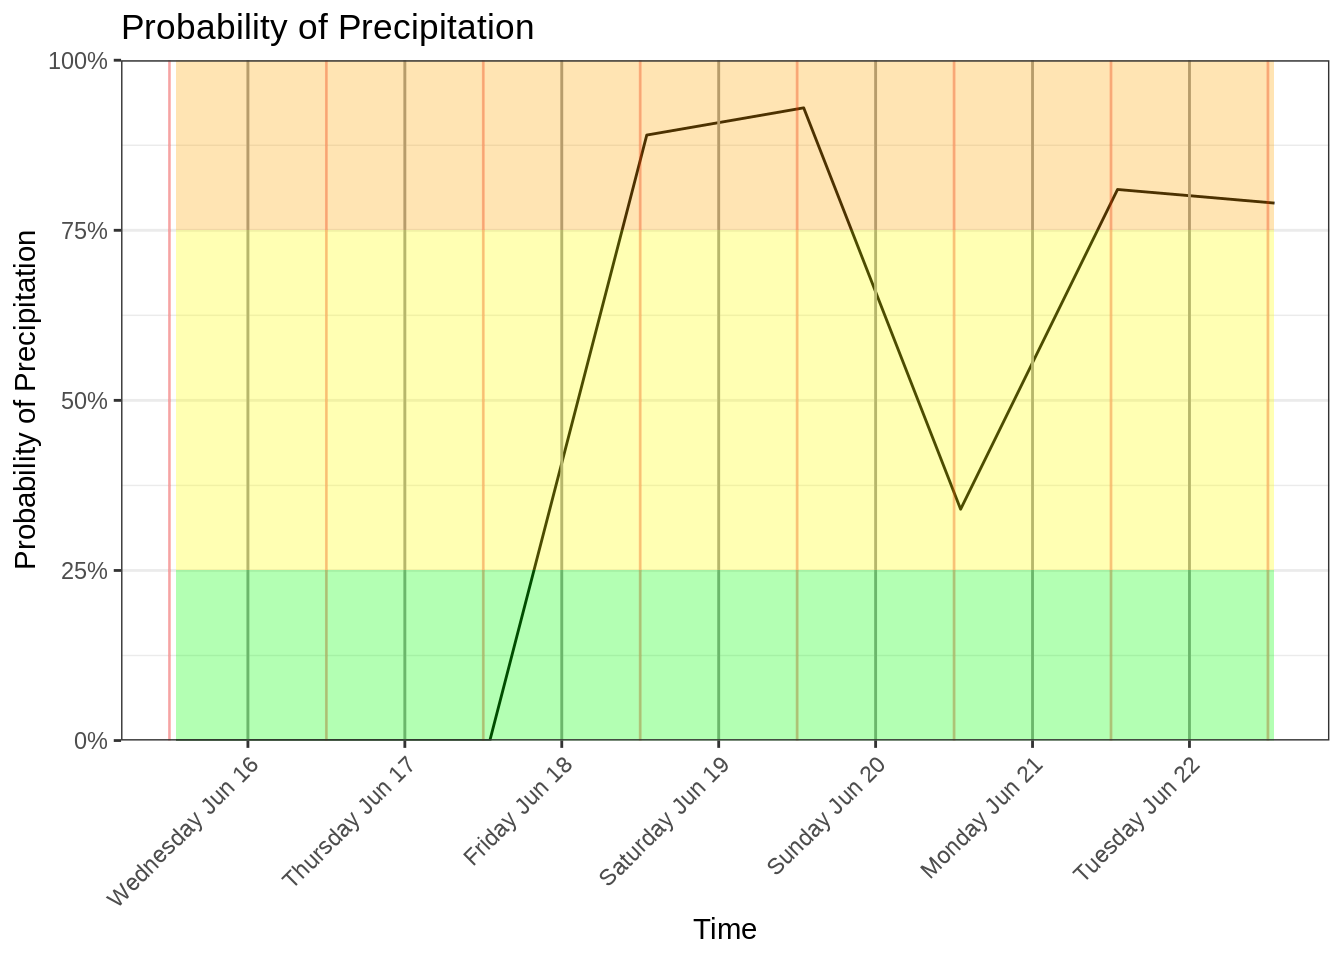 Probability of Precipitation
Probability of Precipitation
100%
75%
50%
25%
0%
Wednesday Jun 16
Thursday Jun 17
Friday Jun 18
Saturday Jun 19
Sunday Jun 20
Monday Jun 21
Tuesday Jun 22
Time